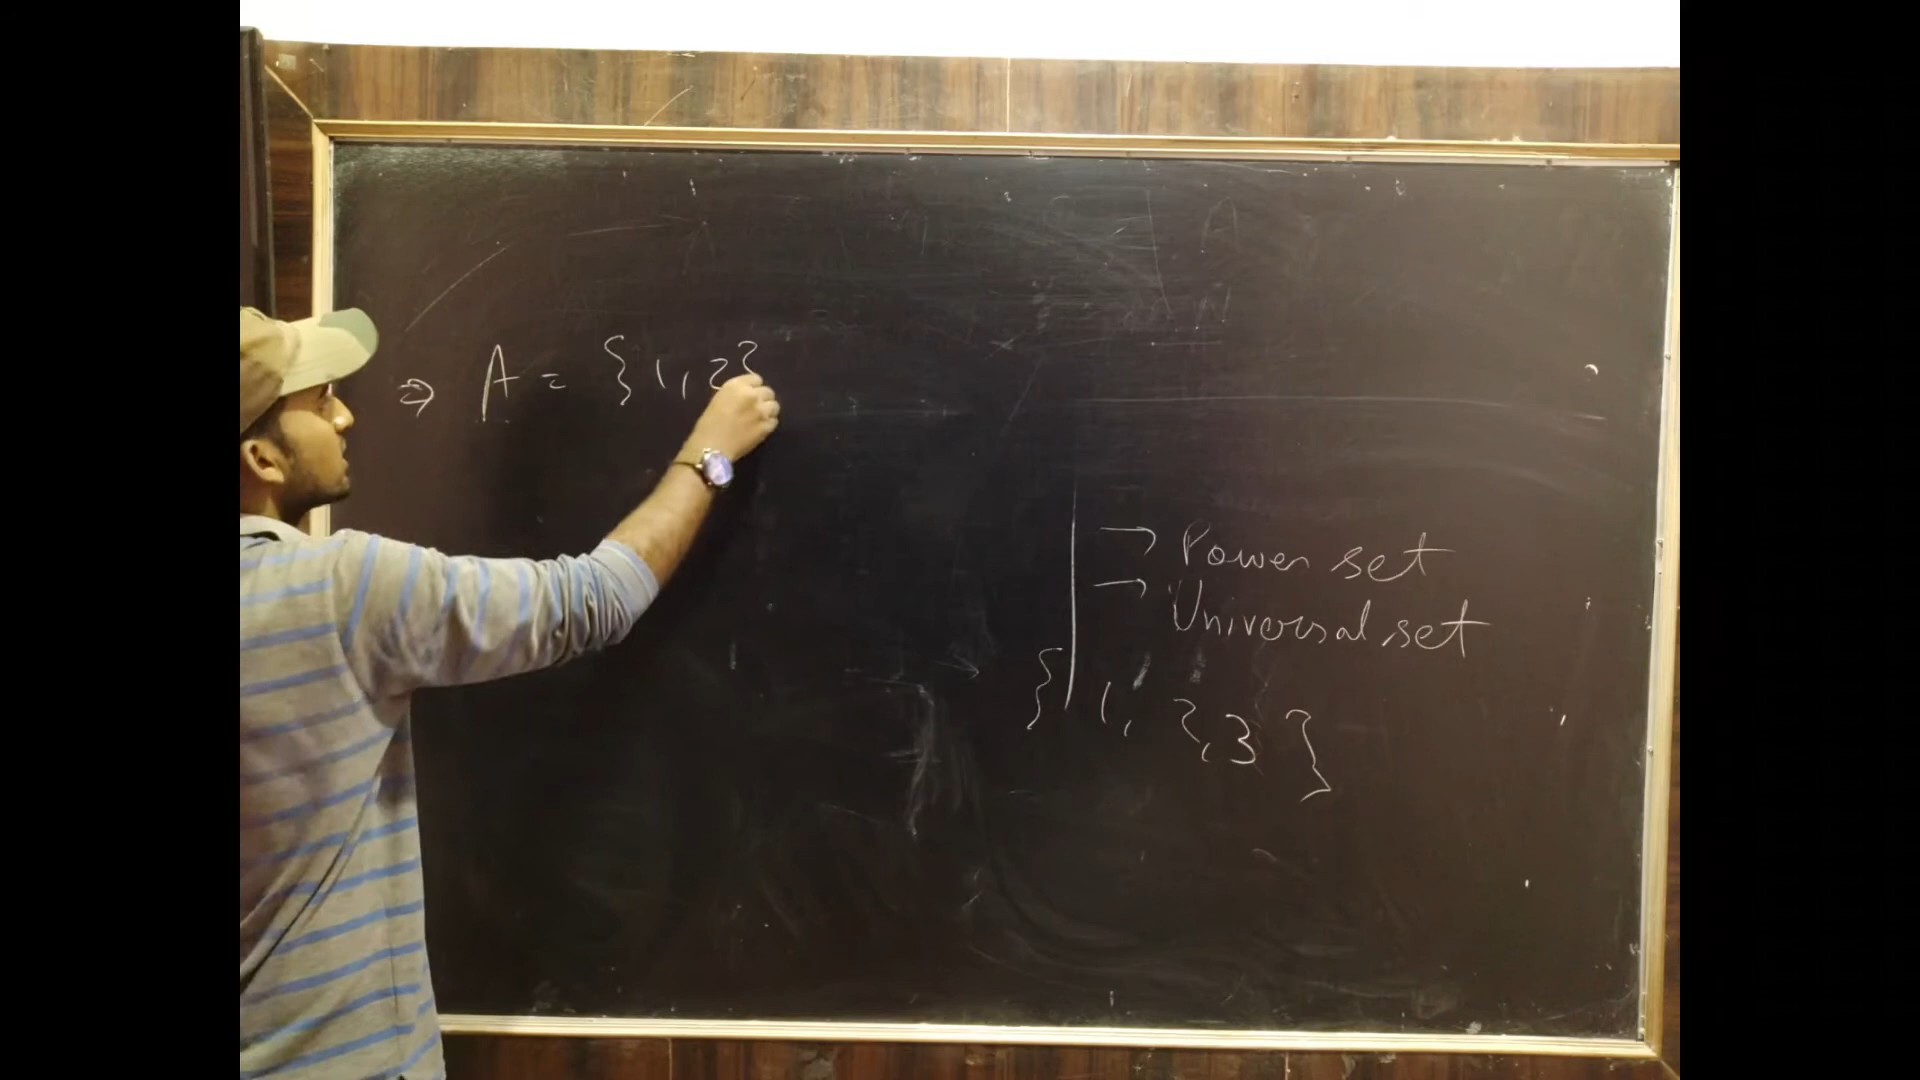 ⇒ A = {1, 2}
→ Power set
→ Universal set
{ 1, 2, 3 }